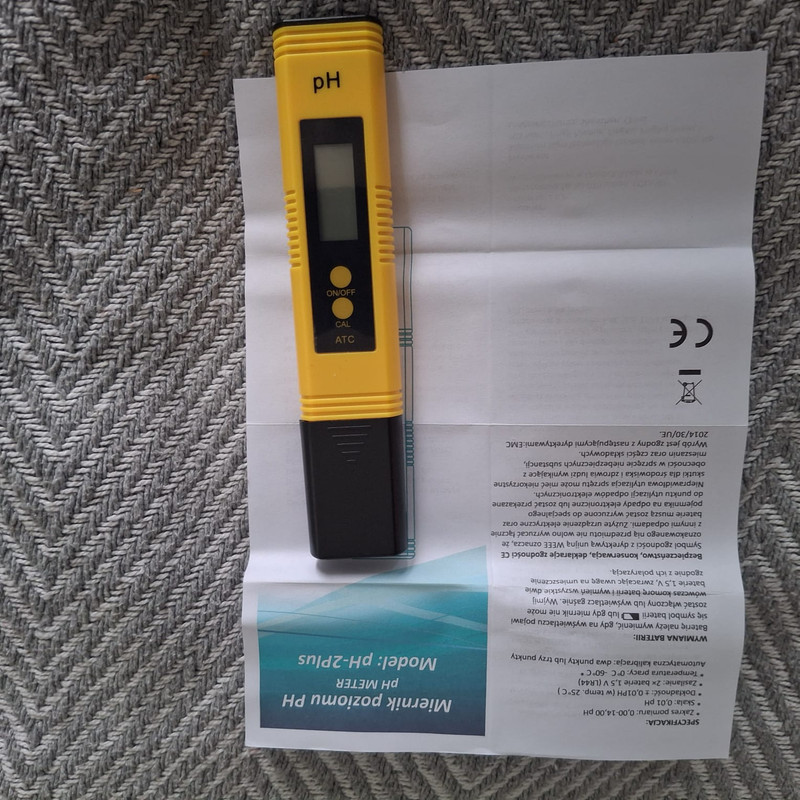 pH
ON/OFF
CAL
ATC
Miernik poziomu PH
pH METER
Model: pH-2Plus
SPECYFIKACJA:
* Zakres pomiaru: 0,00-14,00 pH
* Skala: 0,01 pH
* Dokładność: ± 0,01PH (w temp. 25°C)
* Zasilanie: 2× baterie 1,5 V (LR44)
* Temperatura pracy: 0°C -60°C *
Automatyczna kalibracja: dwa punkty lub trzy punkty
WYMIANA BATERII:
Baterię należy wymienić, gdy na wyświetlaczu pojawi
się symbol baterii lub gdy miernik nie może
zostać włączony lub wyświetlacz gaśnie. Wyjmij
wówczas komorę baterii i wymień wszystkie dwie
baterie 1,5 V, zwracając uwagę na umieszczenie
zgodnie z ich polaryzacją.
Bezpieczeństwo, konserwacja, deklaracje zgodności CE
Symbol zgodności z dyrektywą unijną WEEE oznacza, że
oznakowanego nią przedmiotu nie wolno wyrzucać łącznie
z innymi odpadami. Zużyte urządzenie elektryczne oraz
baterie muszą zostać wyrzucone do specjalnego
pojemnika na odpady elektroniczne lub zostać przekazane
do punktu utylizacji odpadów elektronicznych.
Nieprawidłowa utylizacja sprzętu może mieć niekorzystne
skutki dla środowiska i zdrowia ludzi wynikające z
obecności w sprzęcie niebezpiecznych substancji,
mieszanin oraz części składowych.
Wyrób jest zgodny z następującymi dyrektywami:EMC
2014/30/UE.
CE